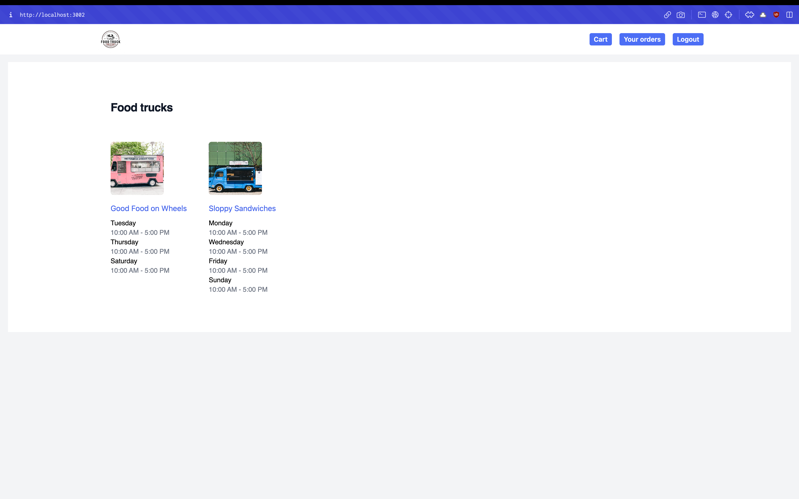 http://localhost:3002
FOOD TRUCK
Cart
Your orders
Logout
Food trucks
Good Food on Wheels
Tuesday
10:00 AM - 5:00 PM
Thursday
10:00 AM - 5:00 PM
Saturday
10:00 AM - 5:00 PM
Sloppy Sandwiches
Monday
10:00 AM - 5:00 PM
Wednesday
10:00 AM - 5:00 PM
Friday
10:00 AM - 5:00 PM
Sunday
10:00 AM - 5:00 PM